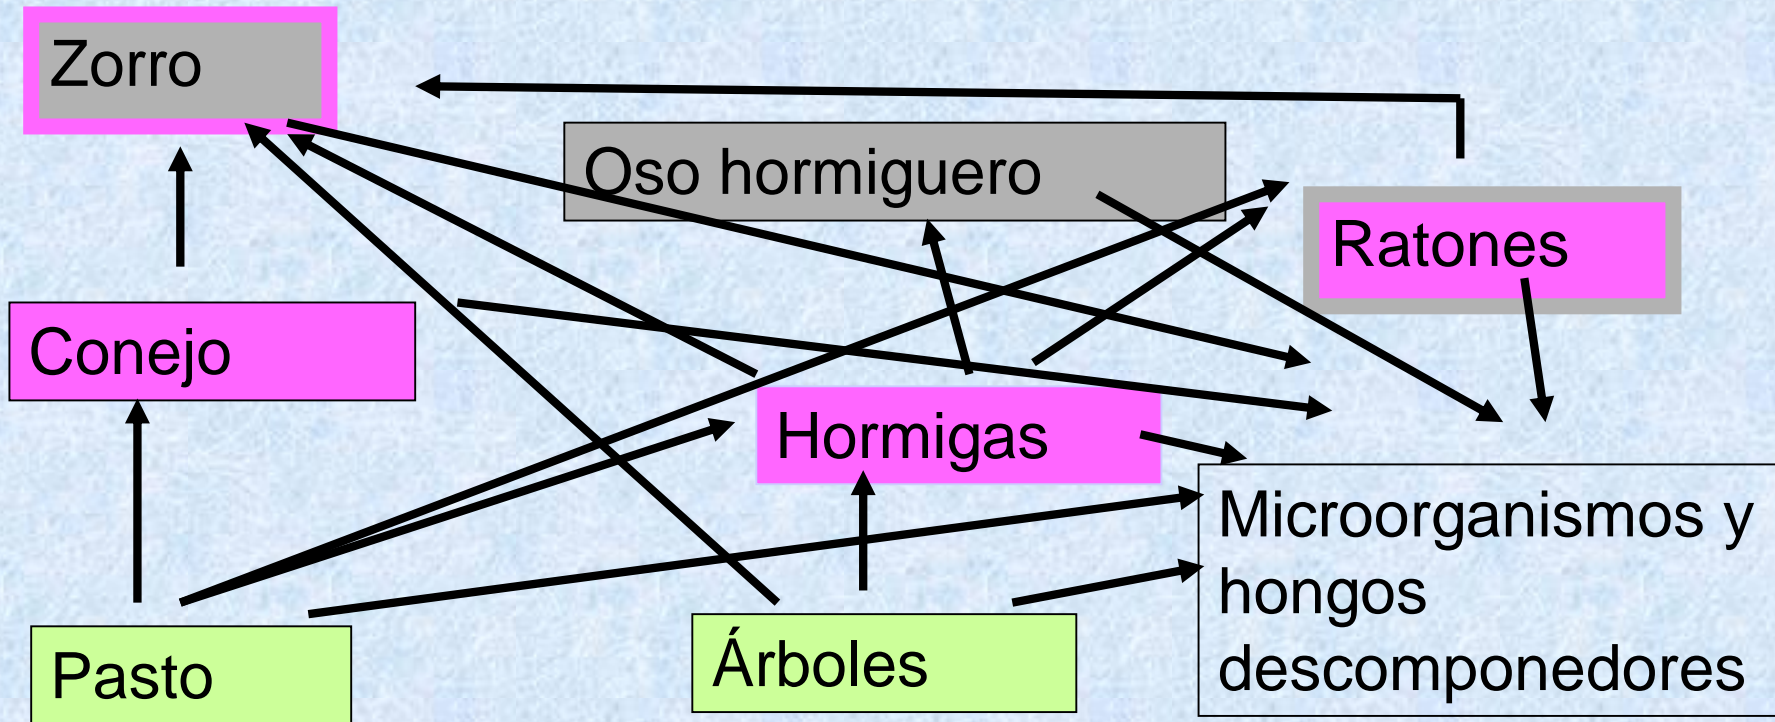 Zorro
Oso hormiguero
Ratones
Conejo
Hormigas
Microorganismos y
hongos
descomponedores
Pasto
Árboles